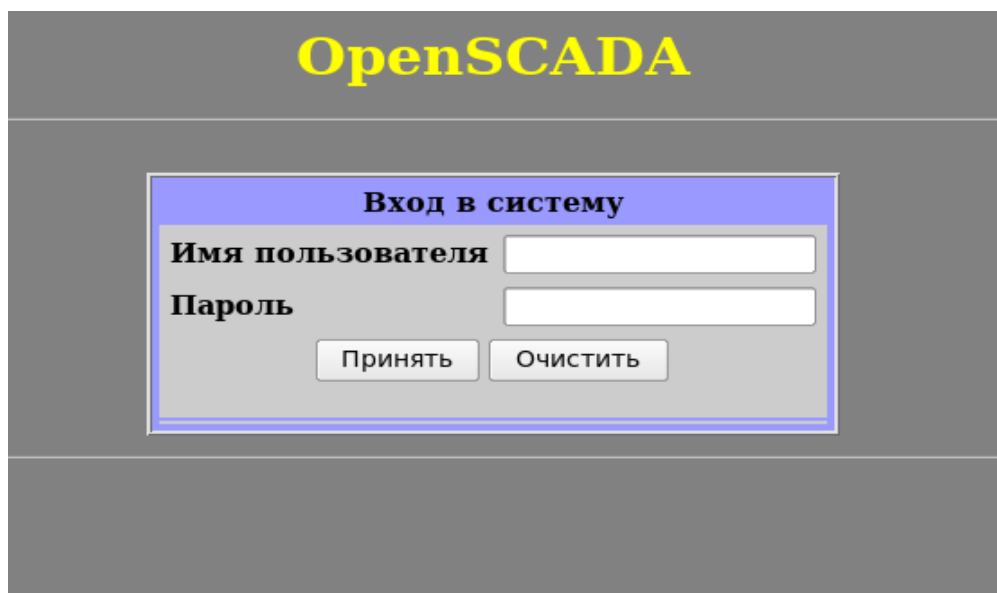 OpenSCADA
Вход в систему
Имя пользователя
Пароль
Принять Очистить